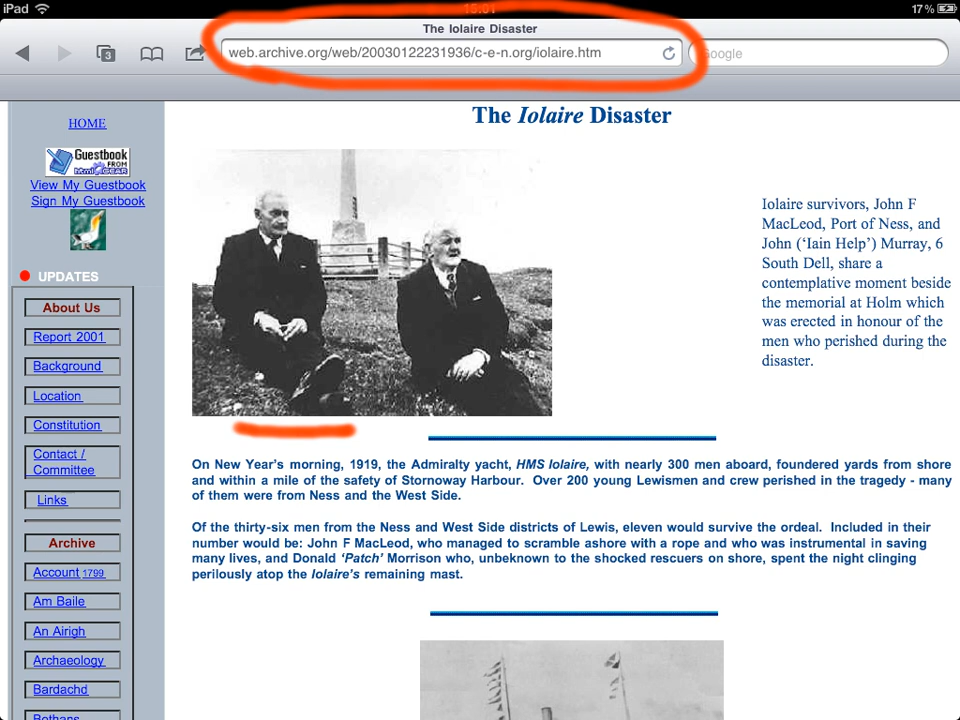 iPad
17%
The Iolaire Disaster
3
web.archive.org/web/20030122231936/c-e-n.org/iolaire.htm
HOME
Guestbook
FROM
html GEAR
View My Guestbook
Sign My Guestbook
UPDATES
About Us
Report 2001
Background
Location
Constitution
Contact /
Committee
Links
Archive
Account 1799
Am Baile
An Airigh
Archaeology
Bardachd
Bothans
The Iolaire Disaster
Iolaire survivors, John F
MacLeod, Port of Ness, and
John (‘Iain Help’) Murray, 6
South Dell, share a
contemplative moment beside
the memorial at Holm which
was erected in honour of the
men who perished during the
disaster.
On New Year’s morning, 1919, the Admiralty yacht, HMS Iolaire, with nearly 300 men aboard, foundered yards from shore
and within a mile of the safety of Stornoway Harbour.  Over 200 young Lewismen and crew perished in the tragedy - many
of them were from Ness and the West Side.
Of the thirty-six men from the Ness and West Side districts of Lewis, eleven would survive the ordeal.  Included in their
number would be: John F MacLeod, who managed to scramble ashore with a rope and who was instrumental in saving
many lives, and Donald ‘Patch’ Morrison who, unbeknown to the shocked rescuers on shore, spent the night clinging
perilously atop the Iolaire’s remaining mast.